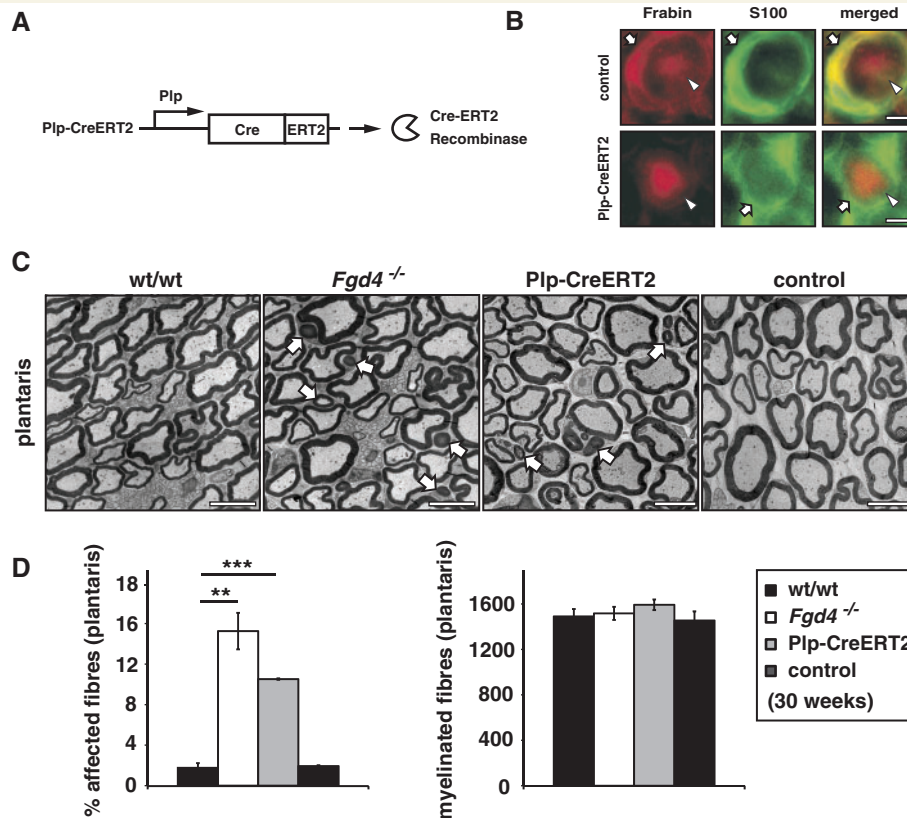 A
Plp
Plp-CreERT2
Cre
ERT2
Cre-ERT2
Recombinase
B
Frabin
S100
merged
control
Plp-CreERT2
C
wt/wt
Fgd4 -/-
Plp-CreERT2
control
plantaris
D
% affected fibres (plantaris)
18
16
12
8
4
0
***
**
myelinated fibres (plantaris)
1600
1200
800
400
0
wt/wt
Fgd4 -/-
Plp-CreERT2
control
(30 weeks)